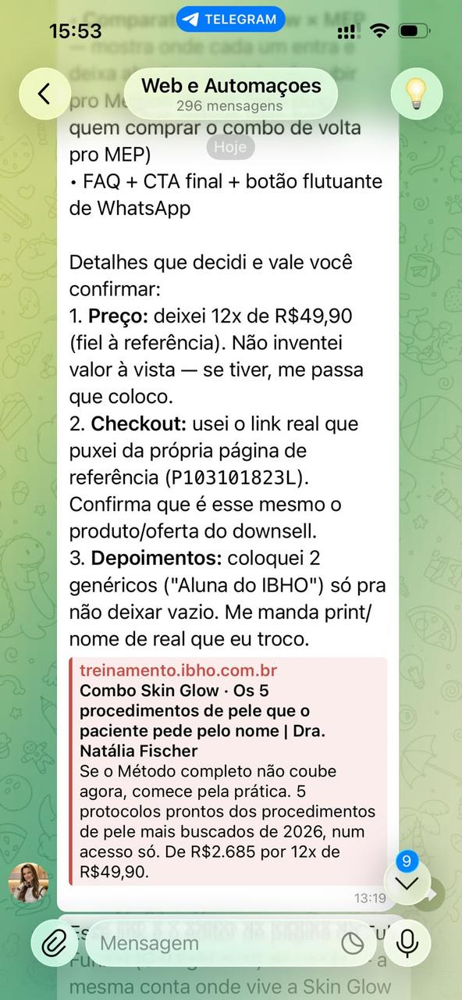 15:53
TELEGRAM
Web e Automaçoes
296 mensagens
quem comprar o combo de volta
Hoje
pro MEP)
• FAQ + CTA final + botão flutuante
de WhatsApp
Detalhes que decidi e vale você
confirmar:
1. Preço: deixei 12x de R$49,90
(fiel à referência). Não inventei
valor à vista — se tiver, me passa
que coloco.
2. Checkout: usei o link real que
puxei da própria página de
referência (P103101823L).
Confirma que é esse mesmo o
produto/oferta do downsell.
3. Depoimentos: coloquei 2
genéricos ("Aluna do IBHO") só pra
não deixar vazio. Me manda print/
nome de real que eu troco.
treinamento.ibho.com.br
Combo Skin Glow · Os 5
procedimentos de pele que o
paciente pede pelo nome | Dra.
Natália Fischer
Se o Método completo não coube
agora, comece pela prática. 5
protocolos prontos dos procedimentos
de pele mais buscados de 2026, num
acesso só. De R$2.685 por 12x de
R$49,90.
9
13:19
Mensagem
mesma conta onde vive a Skin Glow